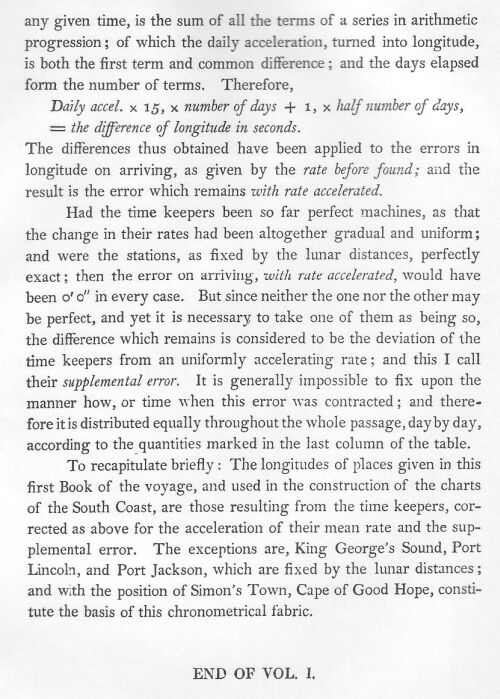 any given time, is the sum of all the terms of a series in arithmetic
progression; of which the daily acceleration, turned into longitude,
is both the first term and common difference; and the days elapsed
form the number of terms. Therefore,
Daily accel. × 15, × number of days + 1, × half number of days,
= the difference of longitude in seconds.
The differences thus obtained have been applied to the errors in
longitude on arriving, as given by the rate before found; and the
result is the error which remains with rate accelerated.
Had the time keepers been so far perfect machines, as that
the change in their rates had been altogether gradual and uniform;
and were the stations, as fixed by the lunar distances, perfectly
exact; then the error on arriving, with rate accelerated, would have
been 0′ 0″ in every case. But since neither the one nor the other may
be perfect, and yet it is necessary to take one of them as being so,
the difference which remains is considered to be the deviation of the
time keepers from an uniformly accelerating rate; and this I call
their supplemental error. It is generally impossible to fix upon the
manner how, or time when this error was contracted; and there-
fore it is distributed equally throughout the whole passage, day by day,
according to the quantities marked in the last column of the table.
To recapitulate briefly: The longitudes of places given in this
first Book of the voyage, and used in the construction of the charts
of the South Coast, are those resulting from the time keepers, cor-
rected as above for the acceleration of their mean rate and the sup-
plemental error. The exceptions are, King George's Sound, Port
Lincoln, and Port Jackson, which are fixed by the lunar distances;
and with the position of Simon's Town, Cape of Good Hope, consti-
tute the basis of this chronometrical fabric.
END OF VOL. I.